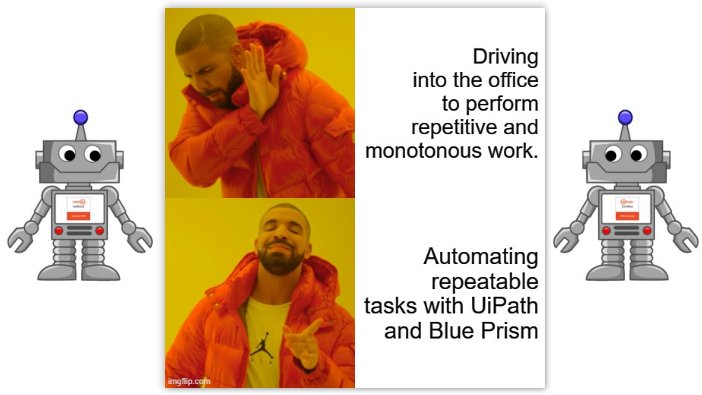 Driving
into the office
to perform
repetitive and
monotonous work.
Automating
repeatable
tasks with UiPath
and Blue Prism
imgflip.com